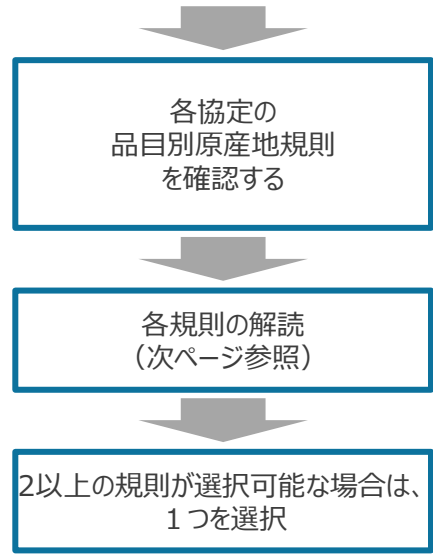 各協定の
品目別原産地規則
を確認する
各規則の解読
（次ページ参照）
2以上の規則が選択可能な場合は、
１つを選択